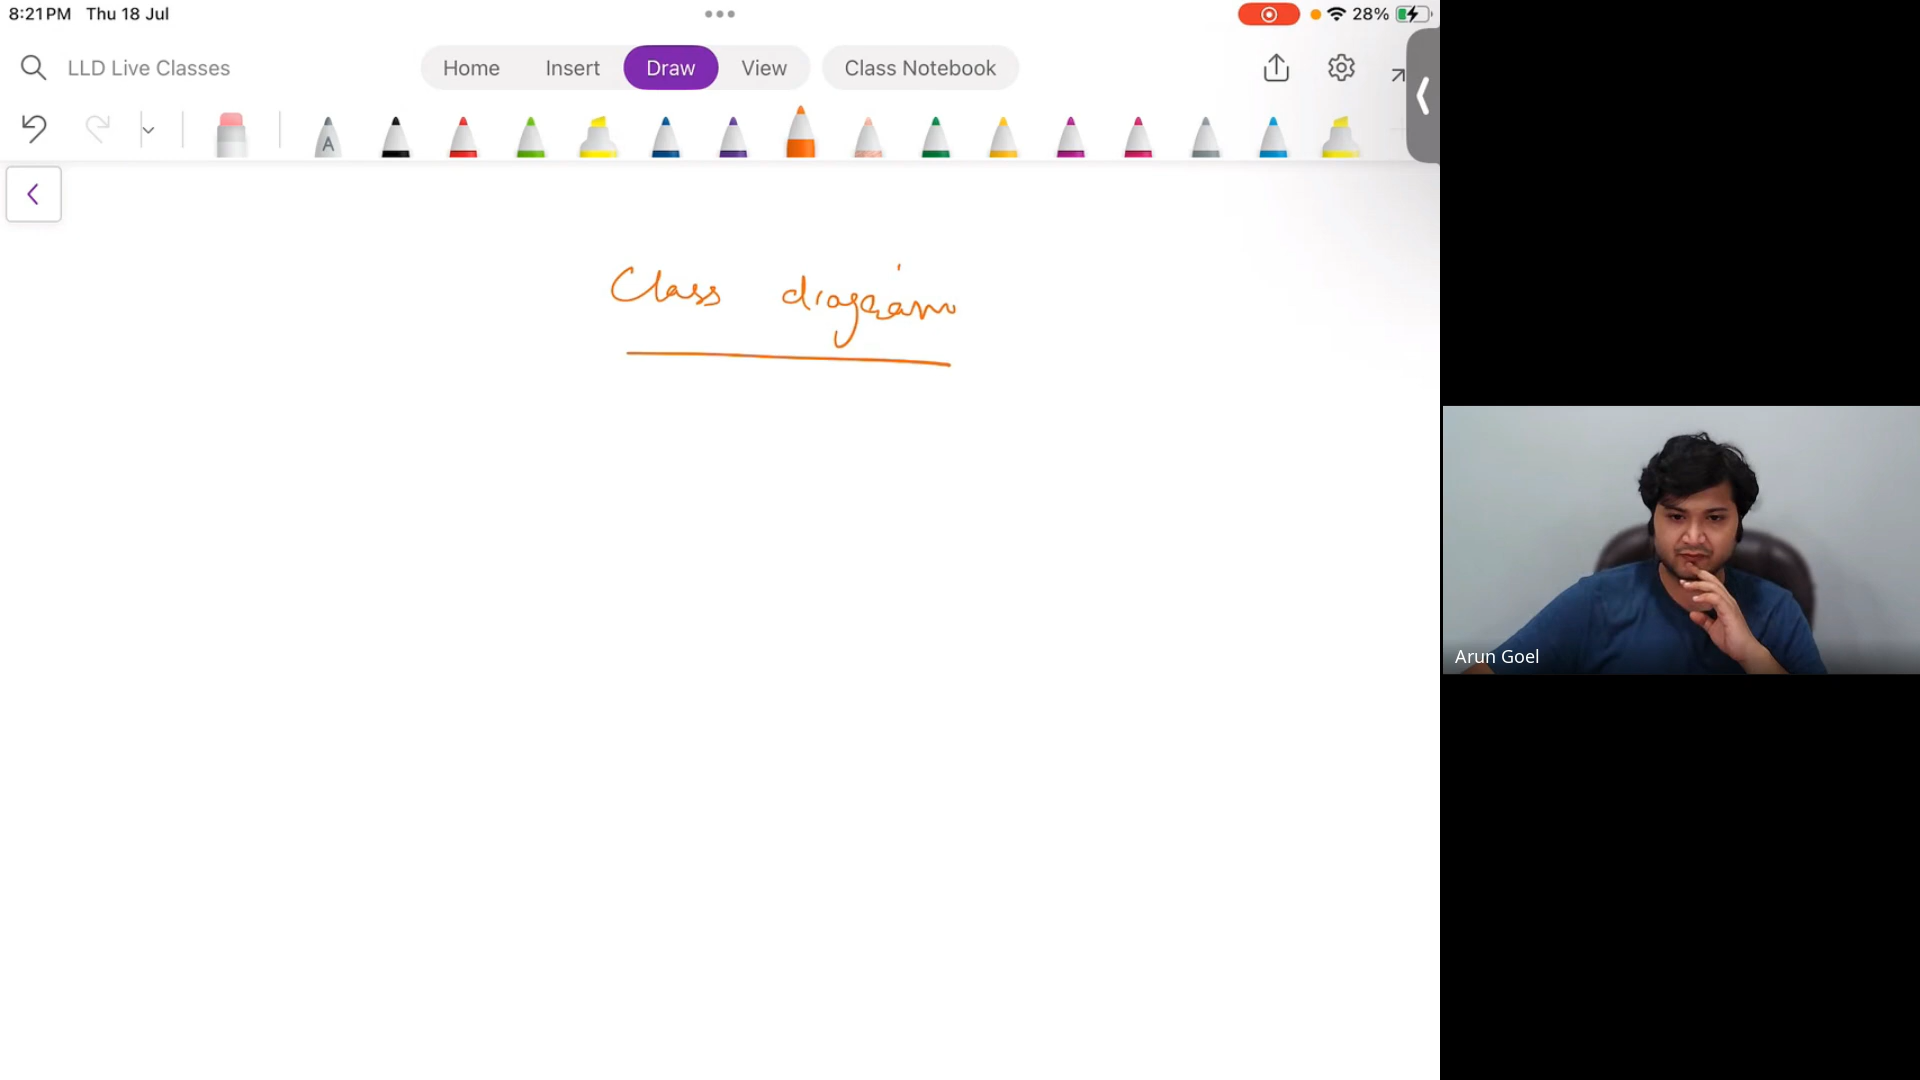 8:21 PM Thu 18 Jul
28%
LLD Live Classes
Home Insert Draw View Class Notebook
A
Class diagram
Arun Goel